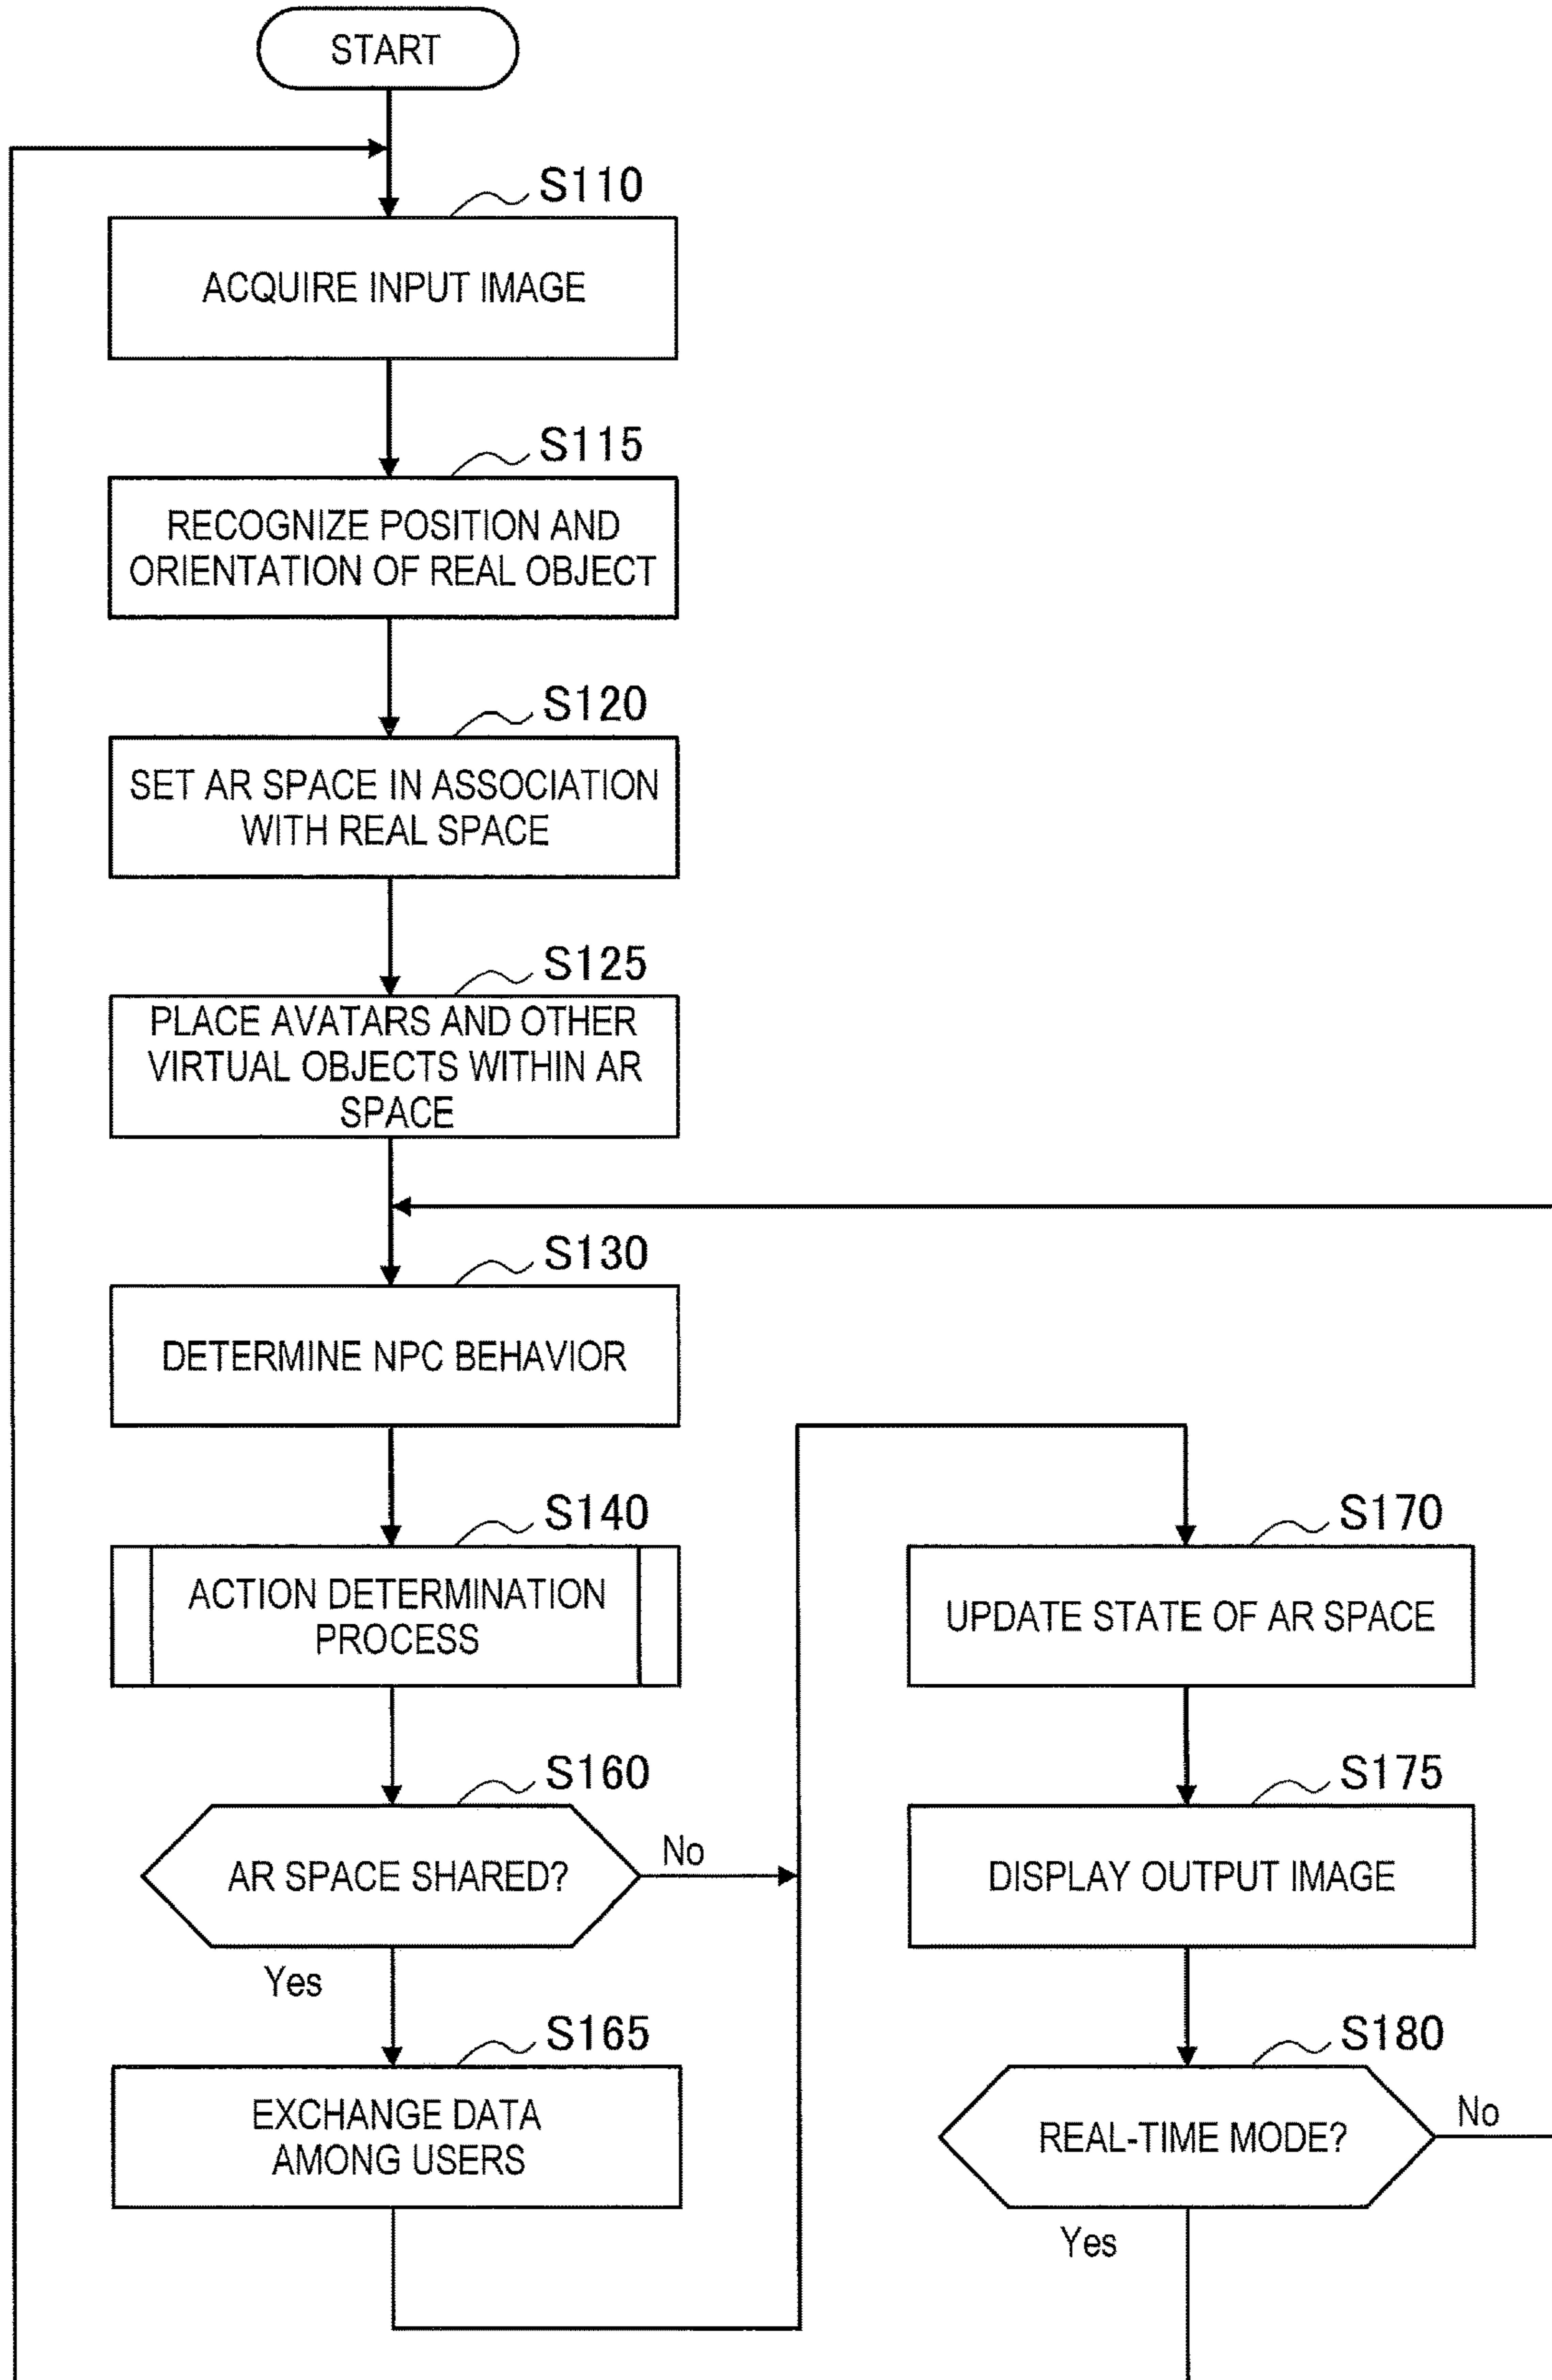 START
S110
ACQUIRE INPUT IMAGE
S115
RECOGNIZE POSITION AND
ORIENTATION OF REAL OBJECT
S120
SET AR SPACE IN ASSOCIATION
WITH REAL SPACE
S125
PLACE AVATARS AND OTHER
VIRTUAL OBJECTS WITHIN AR
SPACE
S130
DETERMINE NPC BEHAVIOR
S140
ACTION DETERMINATION
PROCESS
S160
AR SPACE SHARED?
No
Yes
S165
EXCHANGE DATA
AMONG USERS
S170
UPDATE STATE OF AR SPACE
S175
DISPLAY OUTPUT IMAGE
S180
REAL-TIME MODE?
No
Yes